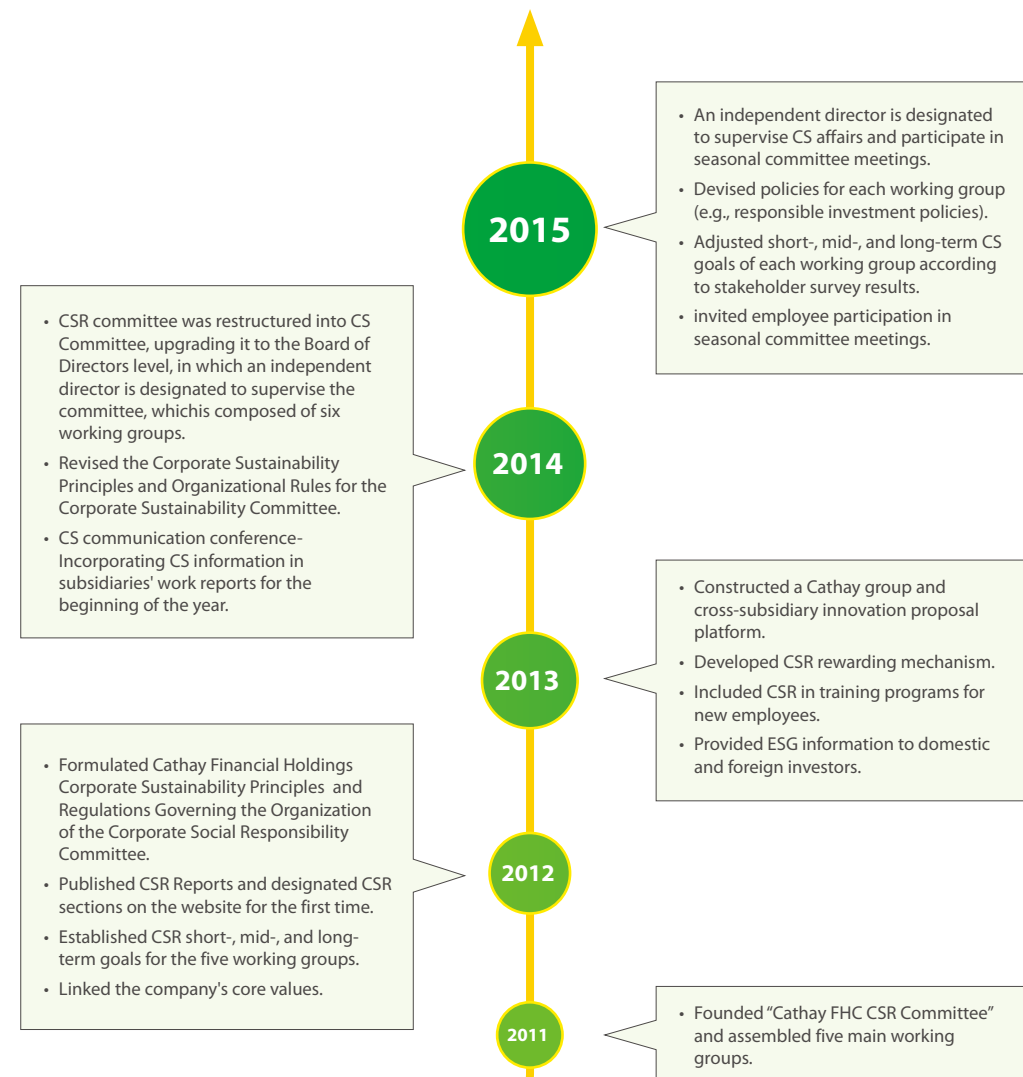 2015
• An independent director is designated
to supervise CS affairs and participate in
seasonal committee meetings.
• Devised policies for each working group
(e.g., responsible investment policies).
• Adjusted short-, mid-, and long-term CS
goals of each working group according
to stakeholder survey results.
• invited employee participation in
seasonal committee meetings.
2014
• CSR committee was restructured into CS
Committee, upgrading it to the Board of
Directors level, in which an independent
director is designated to supervise the
committee, whichis composed of six
working groups.
• Revised the Corporate Sustainability
Principles and Organizational Rules for the
Corporate Sustainability Committee.
• CS communication conference-
Incorporating CS information in
subsidiaries' work reports for the
beginning of the year.
2013
• Constructed a Cathay group and
cross-subsidiary innovation proposal
platform.
• Developed CSR rewarding mechanism.
• Included CSR in training programs for
new employees.
• Provided ESG information to domestic
and foreign investors.
2012
• Formulated Cathay Financial Holdings
Corporate Sustainability Principles and
Regulations Governing the Organization
of the Corporate Social Responsibility
Committee.
• Published CSR Reports and designated CSR
sections on the website for the first time.
• Established CSR short-, mid-, and long-
term goals for the five working groups.
• Linked the company's core values.
2011
• Founded “Cathay FHC CSR Committee”
and assembled five main working
groups.